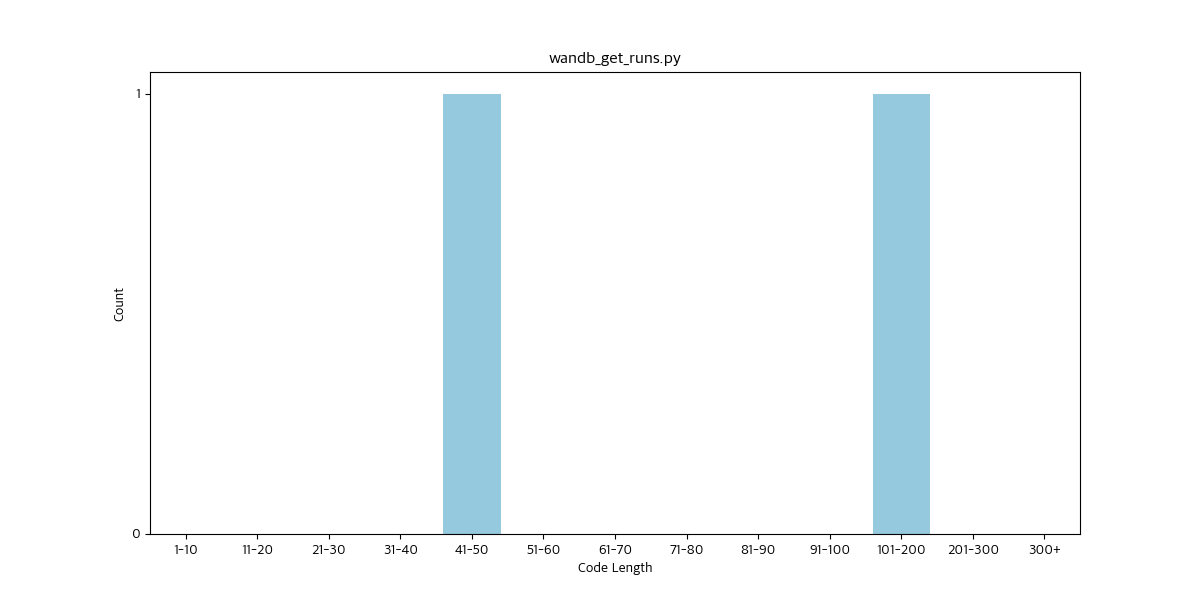 wandb_get_runs.py
Count
1
0
1-10 11-20 21-30 31-40 41-50 51-60 61-70 71-80 81-90 91-100 101-200 201-300 300+
Code Length